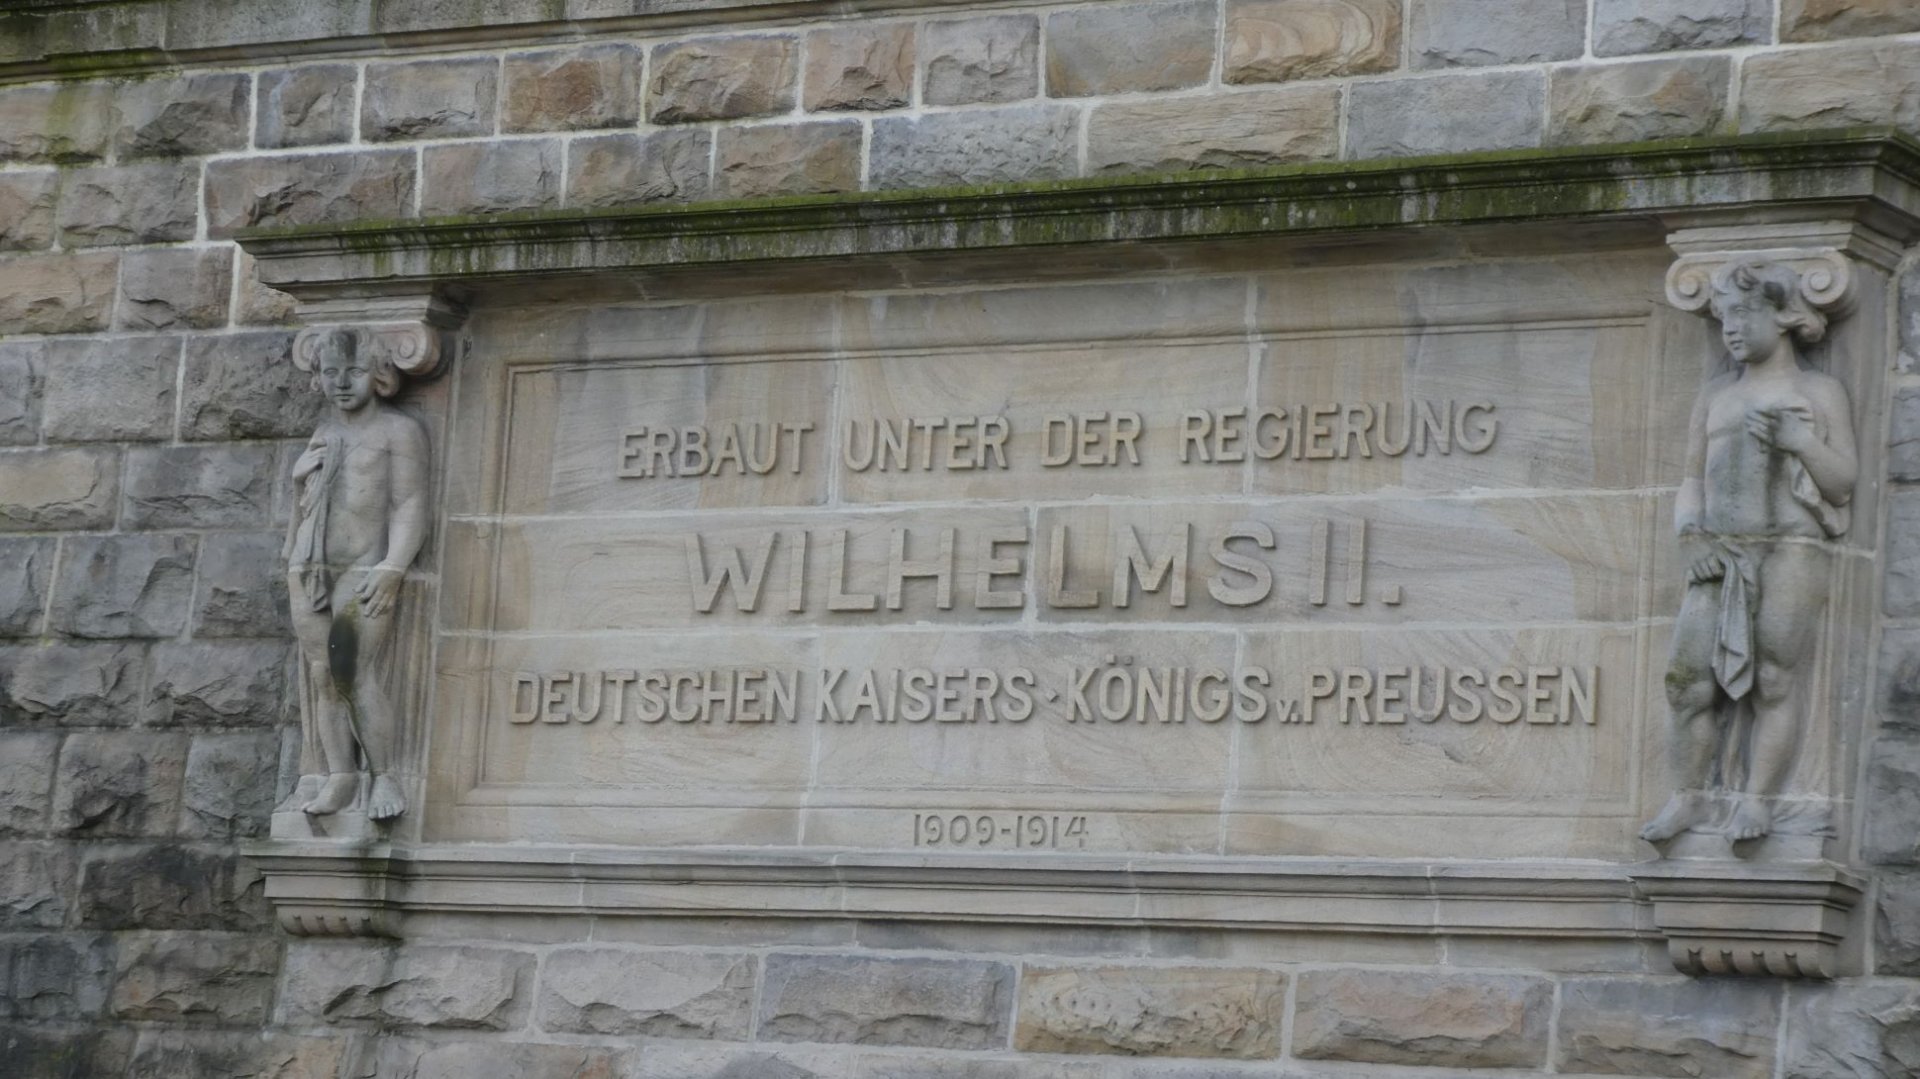 ERBAUT UNTER DER REGIERUNG
WILHELMS II.
DEUTSCHEN KAISERS · KÖNIGS v. PREUSSEN
1909-1914